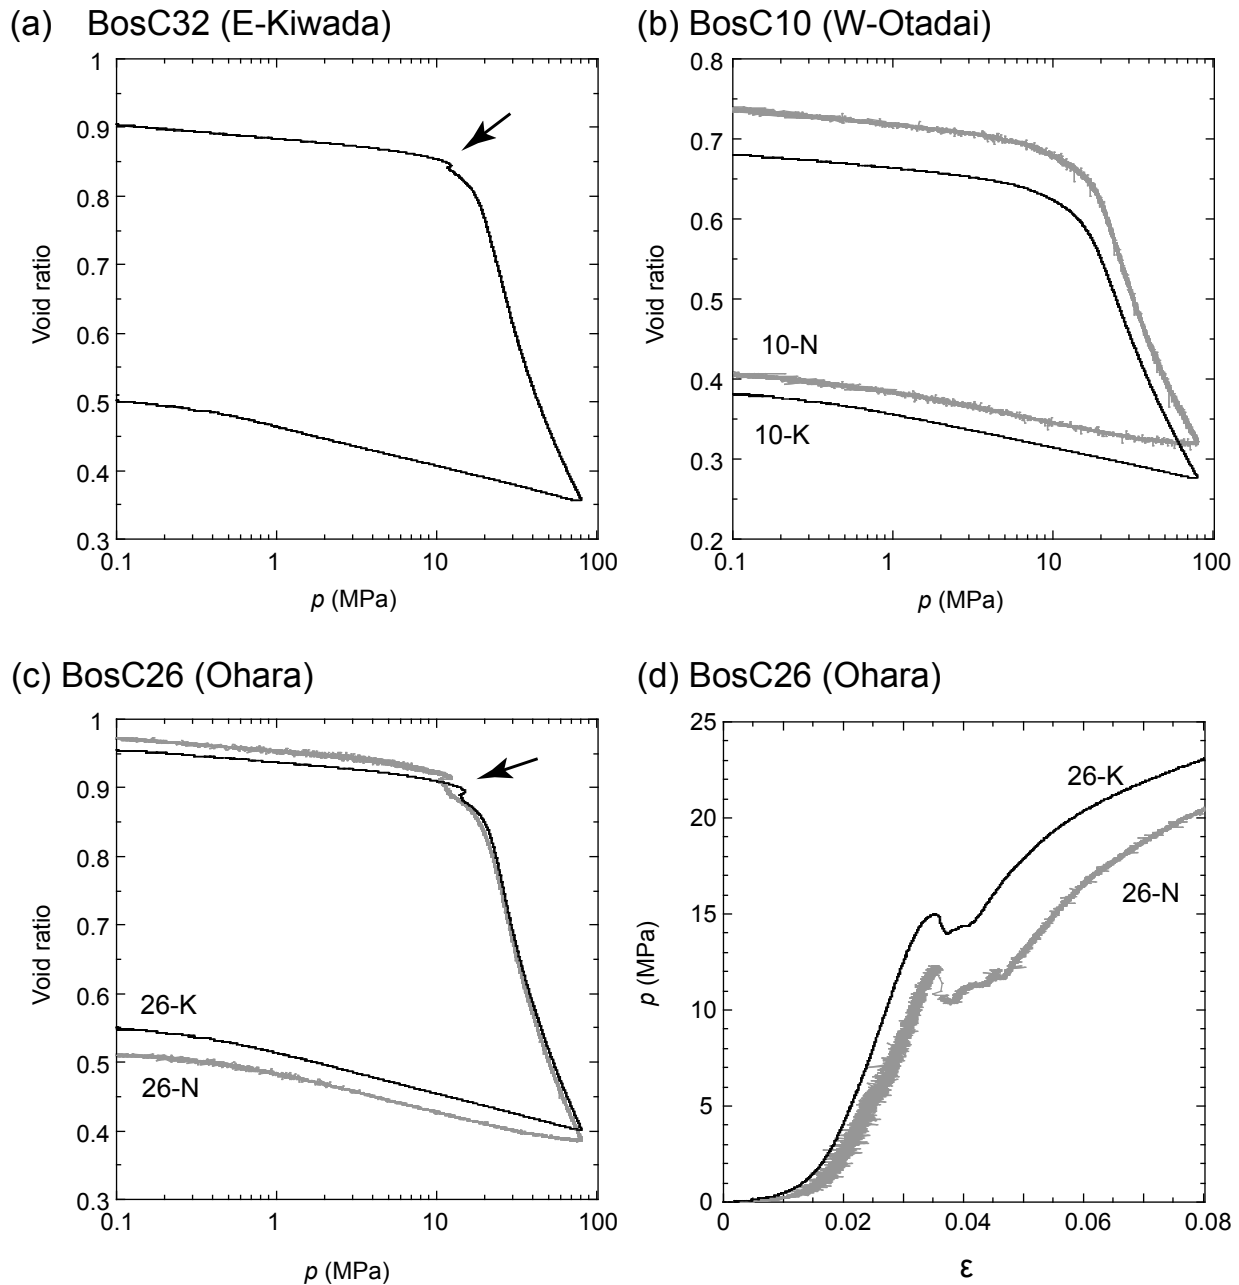 (a) BosC32 (E-Kiwada)
1
0.9
0.8
0.7
0.6
0.5
0.4
0.3
Void ratio
0.1 1 10 100
p (MPa)
(b) BosC10 (W-Otadai)
0.8
0.7
0.6
0.5
0.4
0.3
0.2
Void ratio
10-N
10-K
0.1 1 10 100
p (MPa)
(c) BosC26 (Ohara)
1
0.9
0.8
0.7
0.6
0.5
0.4
0.3
Void ratio
26-K
26-N
0.1 1 10 100
p (MPa)
(d) BosC26 (Ohara)
25
20
15
10
5
0
p (MPa)
26-K
26-N
0 0.02 0.04 0.06 0.08
ε